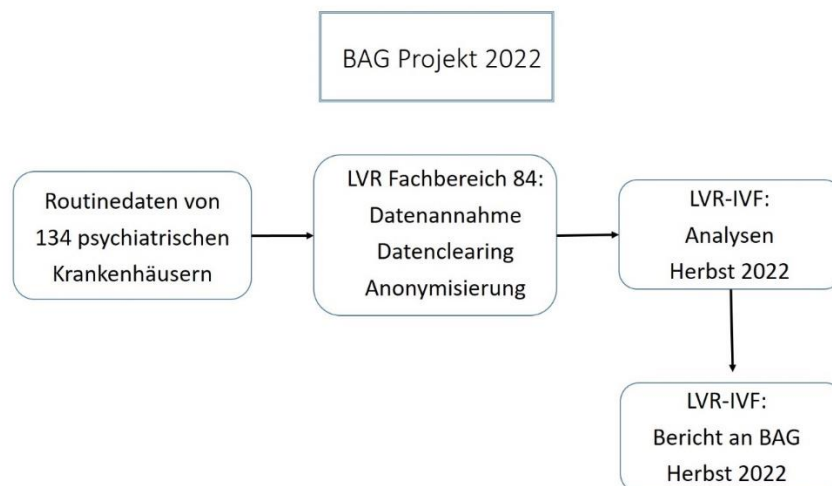 BAG Projekt 2022
Routinedaten von
134 psychiatrischen
Krankenhäusern
LVR Fachbereich 84:
Datenannahme
Datenclearing
Anonymisierung
LVR-IVF:
Analysen
Herbst 2022
LVR-IVF:
Bericht an BAG
Herbst 2022